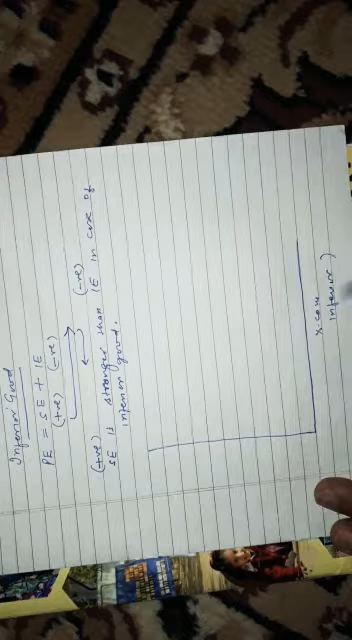 Inferior Good
PE = SE + IE
(+ve) (-ve)
(+ve) (-ve)
SE is stronger than IE in case of
inferior good.
x-com
inferior)